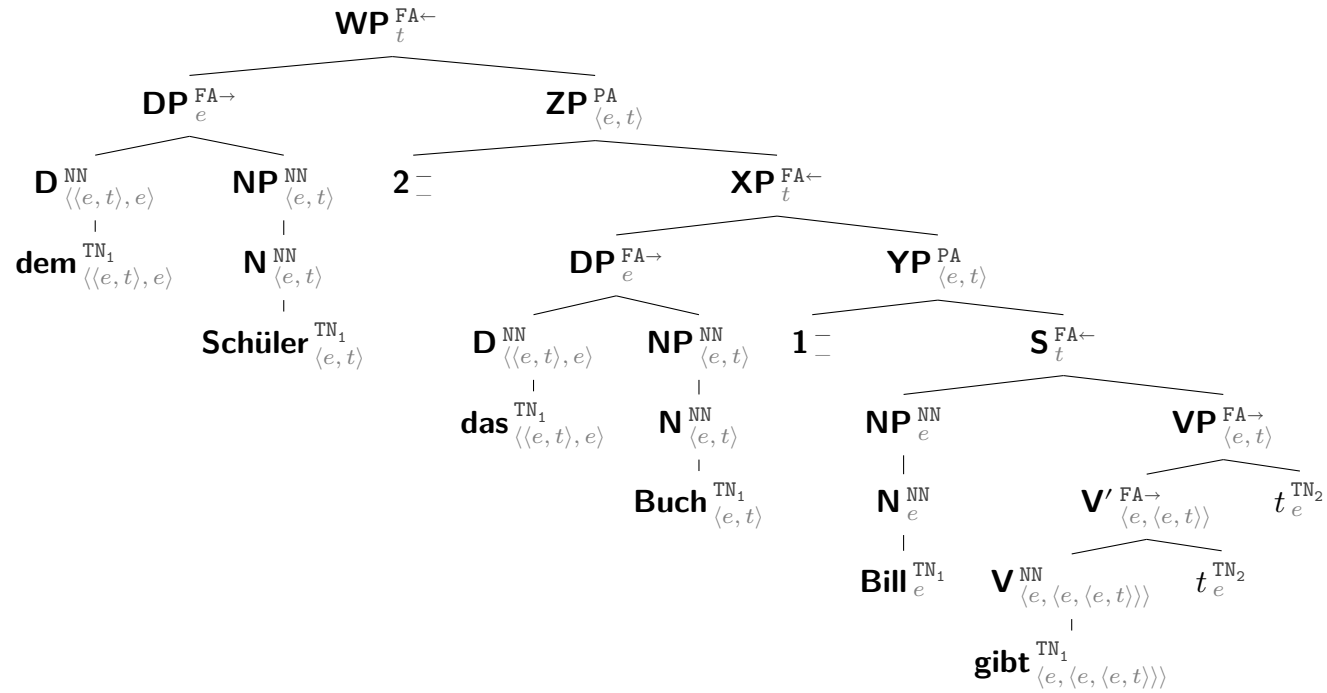 WP FA← t
DP FA→ e ZP PA ⟨e, t⟩
D NN ⟨⟨e, t⟩, e⟩ NP NN ⟨e, t⟩ 2 – – XP FA← t
dem TN₁ ⟨⟨e, t⟩, e⟩ N NN ⟨e, t⟩ DP FA→ e YP PA ⟨e, t⟩
Schüler TN₁ ⟨e, t⟩ D NN ⟨⟨e, t⟩, e⟩ NP NN ⟨e, t⟩ 1 – – S FA← t
das TN₁ ⟨⟨e, t⟩, e⟩ N NN ⟨e, t⟩ NP NN e VP FA→ ⟨e, t⟩
Buch TN₁ ⟨e, t⟩ N NN e V′ FA→ ⟨e, ⟨e, t⟩⟩ t TN₂ e
Bill TN₁ e V NN ⟨e, ⟨e, ⟨e, t⟩⟩⟩ t TN₂ e
gibt TN₁ ⟨e, ⟨e, ⟨e, t⟩⟩⟩